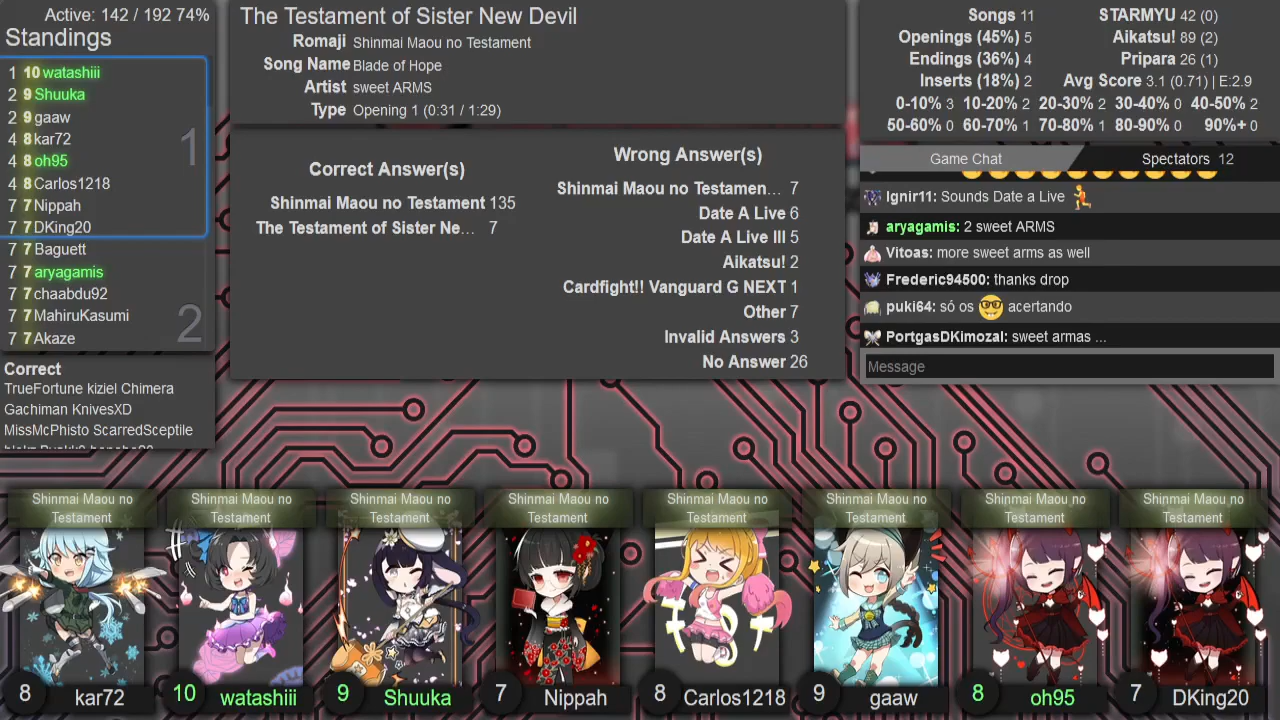 Active: 142 / 192 74%
Standings
1 10 watashiii
2 9 Shuuka
2 9 gaaw
4 8 kar72
4 8 oh95
4 8 Carlos1218
7 7 Nippah
7 7 DKing20
7 7 Baguett
7 7 aryagamis
7 7 chaabdu92
7 7 MahiruKasumi
7 7 Akaze
1
2
Correct
TrueFortune kiziel Chimera
Gachiman KnivesXD
MissMcPhisto ScarredSceptile
The Testament of Sister New Devil
Romaji Shinmai Maou no Testament
Song Name Blade of Hope
Artist sweet ARMS
Type Opening 1 (0:31 / 1:29)
Correct Answer(s)
Shinmai Maou no Testament 135
The Testament of Sister Ne... 7
Wrong Answer(s)
Shinmai Maou no Testamen... 7
Date A Live 6
Date A Live III 5
Aikatsu! 2
Cardfight!! Vanguard G NEXT 1
Other 7
Invalid Answers 3
No Answer 26
Songs 11 STARMYU 42 (0)
Openings (45%) 5 Aikatsu! 89 (2)
Endings (36%) 4 Pripara 26 (1)
Inserts (18%) 2 Avg Score 3.1 (0.71) | E:2.9
0-10% 3 10-20% 2 20-30% 2 30-40% 0 40-50% 2
50-60% 0 60-70% 1 70-80% 1 80-90% 0 90%+ 0
Game Chat Spectators 12
Ignir11: Sounds Date a Live
aryagamis: 2 sweet ARMS
Vitoas: more sweet arms as well
Frederic94500: thanks drop
puki64: só os acertando
PortgasDKimozal: sweet armas ...
Message
Shinmai Maou no
Testament
8 kar72
Shinmai Maou no
Testament
10 watashiii
Shinmai Maou no
Testament
9 Shuuka
Shinmai Maou no
Testament
7 Nippah
Shinmai Maou no
Testament
8 Carlos1218
Shinmai Maou no
Testament
9 gaaw
Shinmai Maou no
Testament
8 oh95
Shinmai Maou no
Testament
7 DKing20